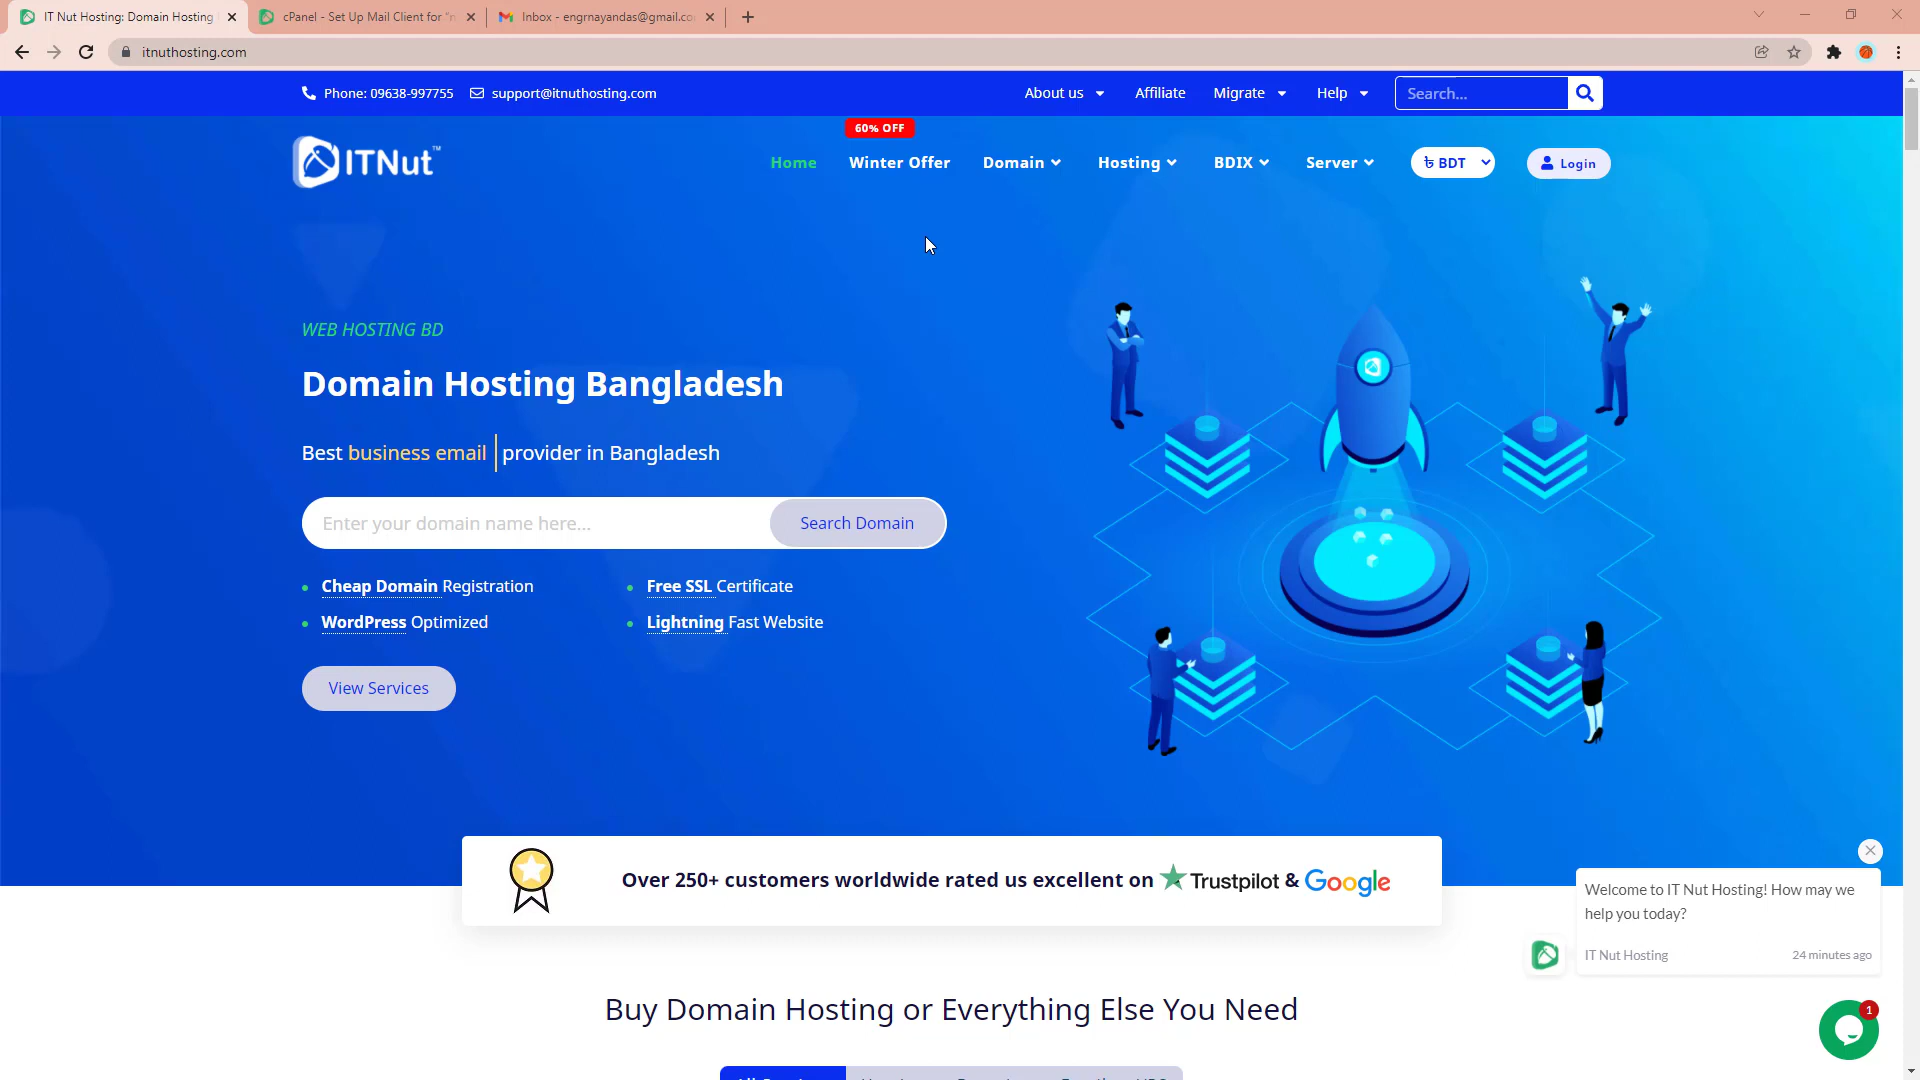 IT Nut Hosting: Domain Hosting
cPanel - Set Up Mail Client for "n
Inbox - engrnayandas@gmail.co
itnuthosting.com
Phone: 09638-997755
support@itnuthosting.com
About us
Affiliate
Migrate
Help
Search...
60% OFF
ITNut™
Home
Winter Offer
Domain
Hosting
BDIX
Server
৳ BDT
Login
WEB HOSTING BD
Domain Hosting Bangladesh
Best business email provider in Bangladesh
Enter your domain name here...
Search Domain
Cheap Domain Registration
Free SSL Certificate
WordPress Optimized
Lightning Fast Website
View Services
Over 250+ customers worldwide rated us excellent on Trustpilot & Google
Welcome to IT Nut Hosting! How may we
help you today?
IT Nut Hosting
24 minutes ago
1
Buy Domain Hosting or Everything Else You Need